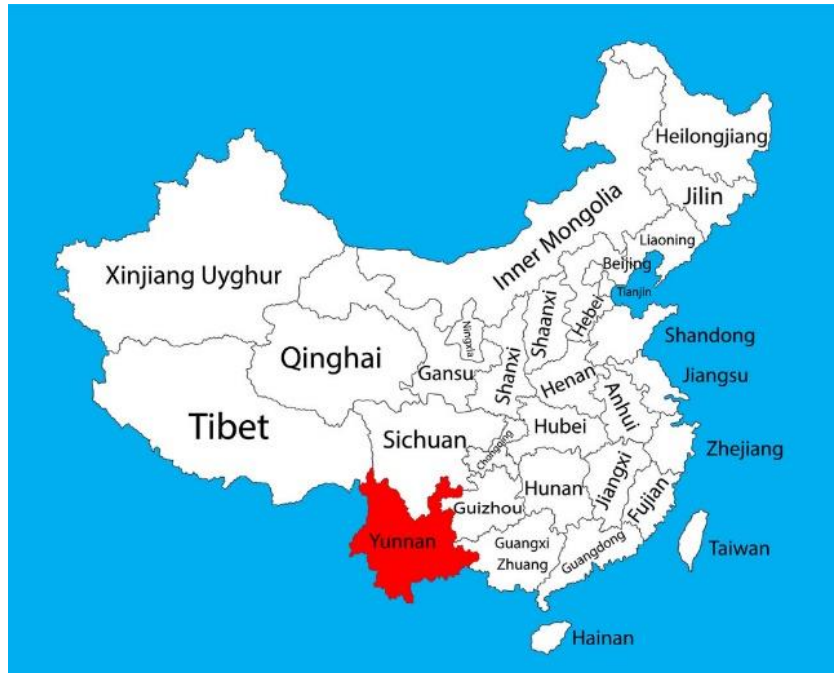 Heilongjiang
Jilin
Liaoning
Inner Mongolia
Beijing
Tianjin
Hebei
Xinjiang Uyghur
Ningxia
Shaanxi
Shandong
Qinghai
Gansu
Shanxi
Henan
Jiangsu
Anhui
Tibet
Sichuan
Chongqing
Hubei
Zhejiang
Hunan
Jiangxi
Guizhou
Fujian
Yunnan
Guangxi
Zhuang
Guangdong
Taiwan
Hainan